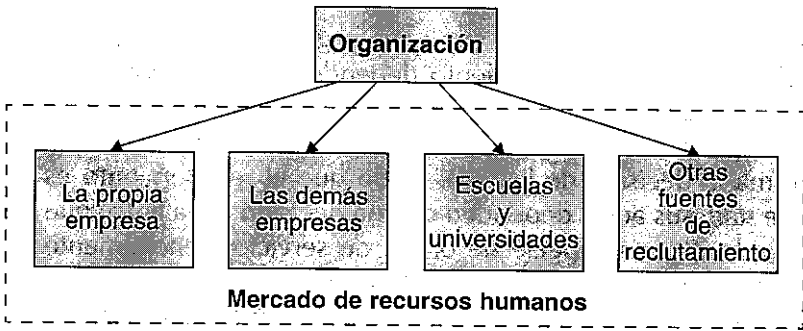 Organización
La propia
empresa
Las demás
empresas
Escuelas
y
universidades
Otras
fuentes
de
reclutamiento
Mercado de recursos humanos